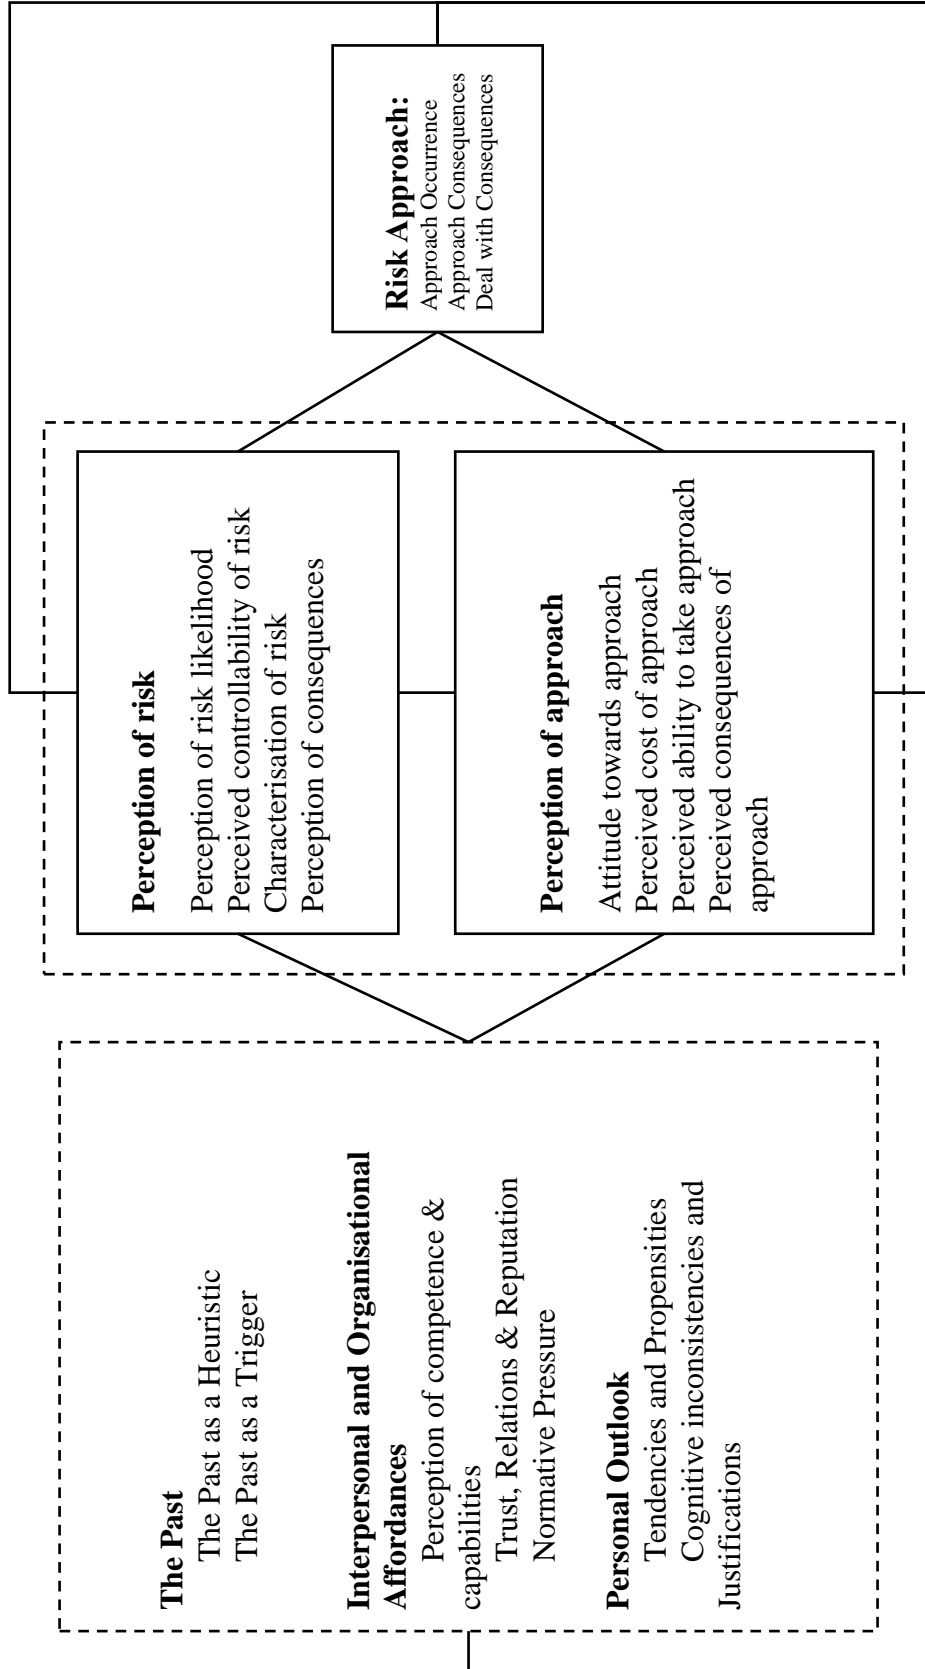 The Past
The Past as a Heuristic
The Past as a Trigger
Interpersonal and Organisational
Affordances
Perception of competence &
capabilities
Trust, Relations & Reputation
Normative Pressure
Personal Outlook
Tendencies and Propensities
Cognitive inconsistencies and
Justifications
Perception of risk
Perception of risk likelihood
Perceived controllability of risk
Characterisation of risk
Perception of consequences
Perception of approach
Attitude towards approach
Perceived cost of approach
Perceived ability to take approach
Perceived consequences of
approach
Risk Approach:
Approach Occurrence
Approach Consequences
Deal with Consequences